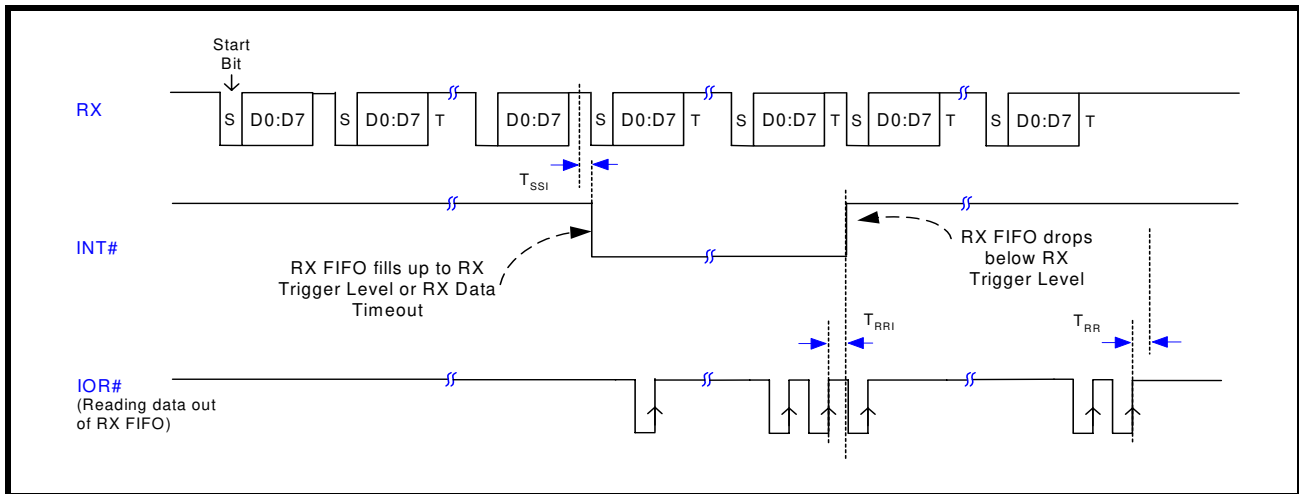 Start
Bit
RX
S D0:D7 S D0:D7 T D0:D7 S D0:D7 T S D0:D7 T S D0:D7 T S D0:D7 T
TSSI
INT#
RX FIFO fills up to RX
Trigger Level or RX Data
Timeout
RX FIFO drops
below RX
Trigger Level
TRRI
TRR
IOR#
(Reading data out
of RX FIFO)